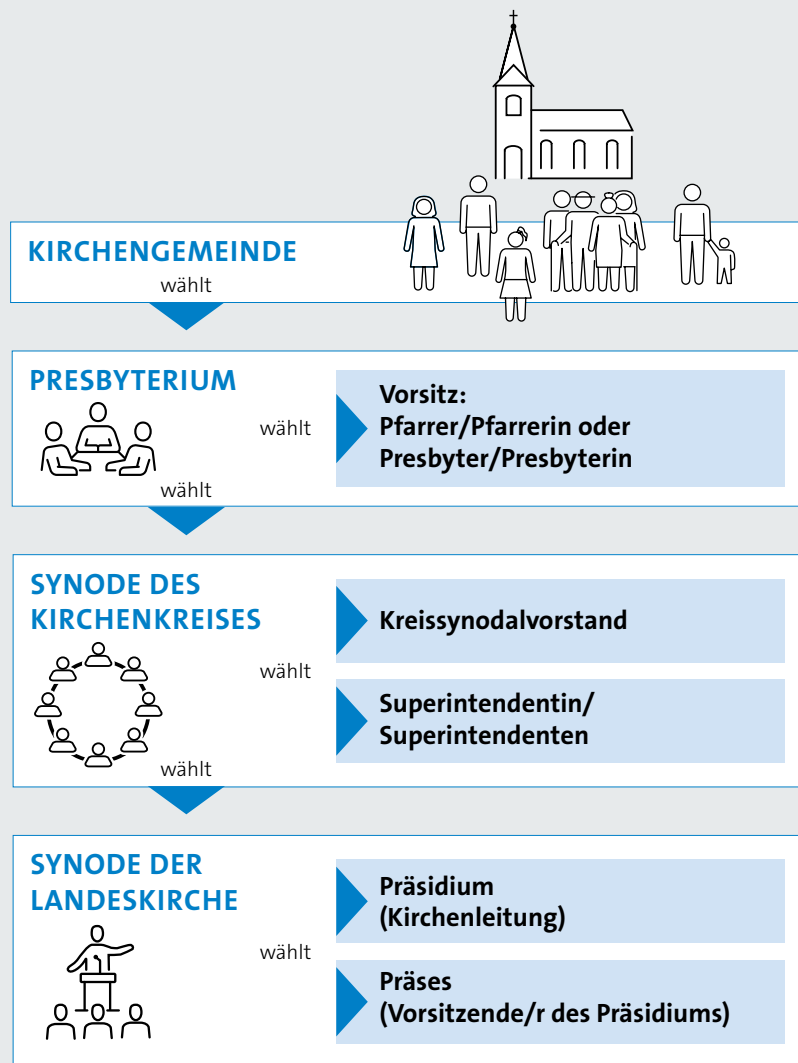 KIRCHENGEMEINDE
wählt
PRESBYTERIUM
wählt
Vorsitz:
Pfarrer/Pfarrerin oder
Presbyter/Presbyterin
wählt
SYNODE DES
KIRCHENKREISES
wählt
Kreissynodalvorstand
Superintendentin/
Superintendenten
wählt
SYNODE DER
LANDESKIRCHE
wählt
Präsidium
(Kirchenleitung)
Präses
(Vorsitzende/r des Präsidiums)